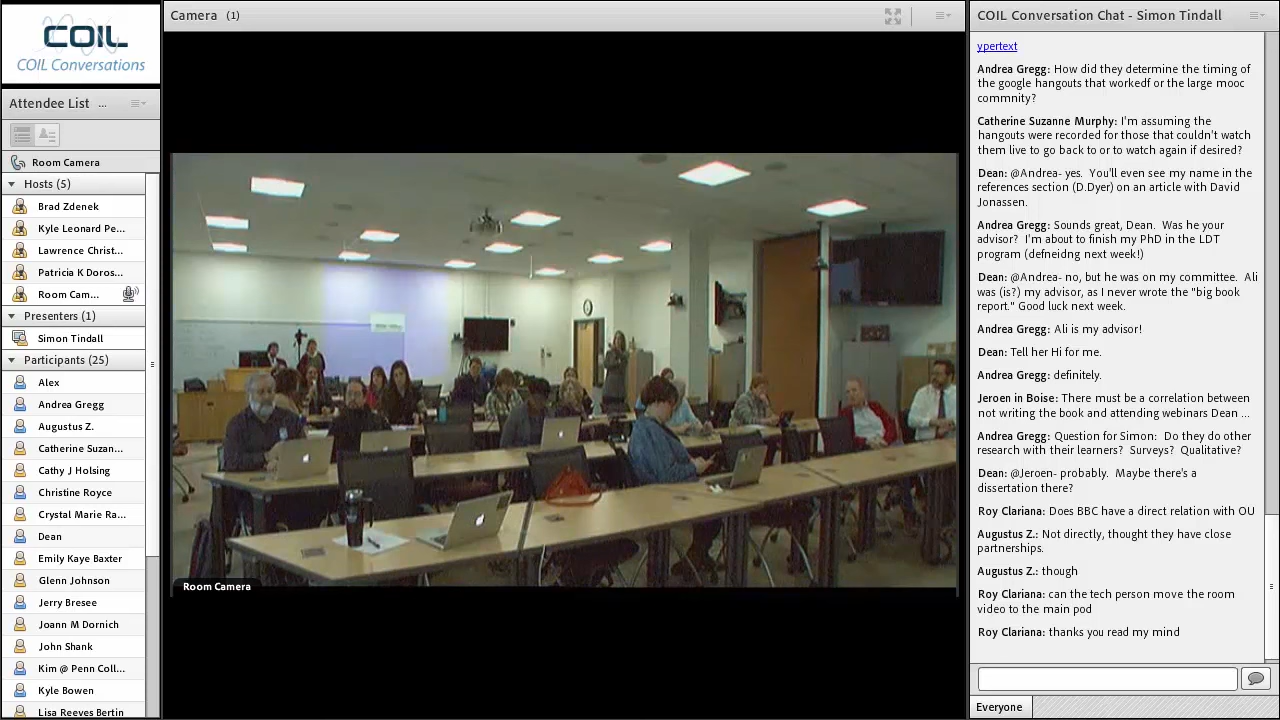 COIL
COIL Conversations
Attendee List ...
Room Camera
Hosts (5)
Brad Zdenek
Kyle Leonard Pe...
Lawrence Christ...
Patricia K Doros...
Room Cam...
Presenters (1)
Simon Tindall
Participants (25)
Alex
Andrea Gregg
Augustus Z.
Catherine Suzan...
Cathy J Holsing
Christine Royce
Crystal Marie Ra...
Dean
Emily Kaye Baxter
Glenn Johnson
Jerry Bresee
Joann M Dornich
John Shank
Kim @ Penn Coll...
Kyle Bowen
Lisa Reeves Bertin
Camera (1)
Room Camera
COIL Conversation Chat - Simon Tindall
ypertext
Andrea Gregg: How did they determine the timing of
the google hangouts that workedf or the large mooc
commnity?
Catherine Suzanne Murphy: I'm assuming the
hangouts were recorded for those that couldn't watch
them live to go back to or to watch again if desired?
Dean: @Andrea- yes. You'll even see my name in the
references section (D.Dyer) on an article with David
Jonassen.
Andrea Gregg: Sounds great, Dean. Was he your
advisor? I'm about to finish my PhD in the LDT
program (defneiding next week!)
Dean: @Andrea- no, but he was on my committee. Ali
was (is?) my advisor, as I never wrote the "big book
report." Good luck next week.
Andrea Gregg: Ali is my advisor!
Dean: Tell her Hi for me.
Andrea Gregg: definitely.
Jeroen in Boise: There must be a correlation between
not writing the book and attending webinars Dean ...
Andrea Gregg: Question for Simon: Do they do other
research with their learners? Surveys? Qualitative?
Dean: @Jeroen- probably. Maybe there's a
dissertation there?
Roy Clariana: Does BBC have a direct relation with OU
Augustus Z.: Not directly, thought they have close
partnerships.
Augustus Z.: though
Roy Clariana: can the tech person move the room
video to the main pod
Roy Clariana: thanks you read my mind
Everyone